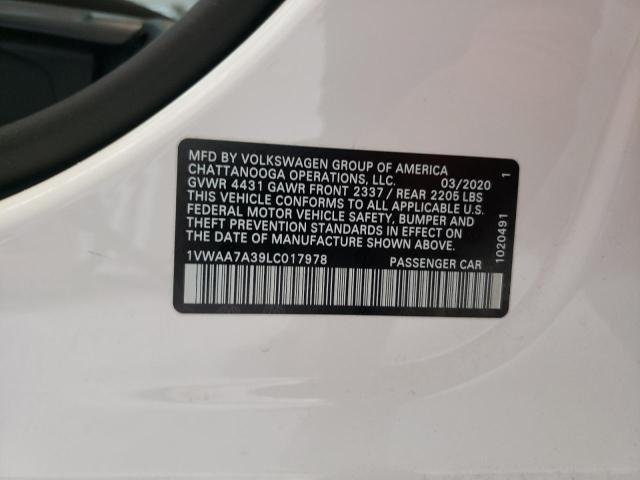 MFD BY VOLKSWAGEN GROUP OF AMERICA
CHATTANOOGA OPERATIONS, LLC. 03/2020
GVWR 4431 GAWR FRONT 2337 / REAR 2205 LBS
THIS VEHICLE CONFORMS TO ALL APPLICABLE U.S.
FEDERAL MOTOR VEHICLE SAFETY, BUMPER AND
THEFT PREVENTION STANDARDS IN EFFECT ON
THE DATE OF MANUFACTURE SHOWN ABOVE.
1VWAA7A39LC017978 PASSENGER CAR
1020491 1